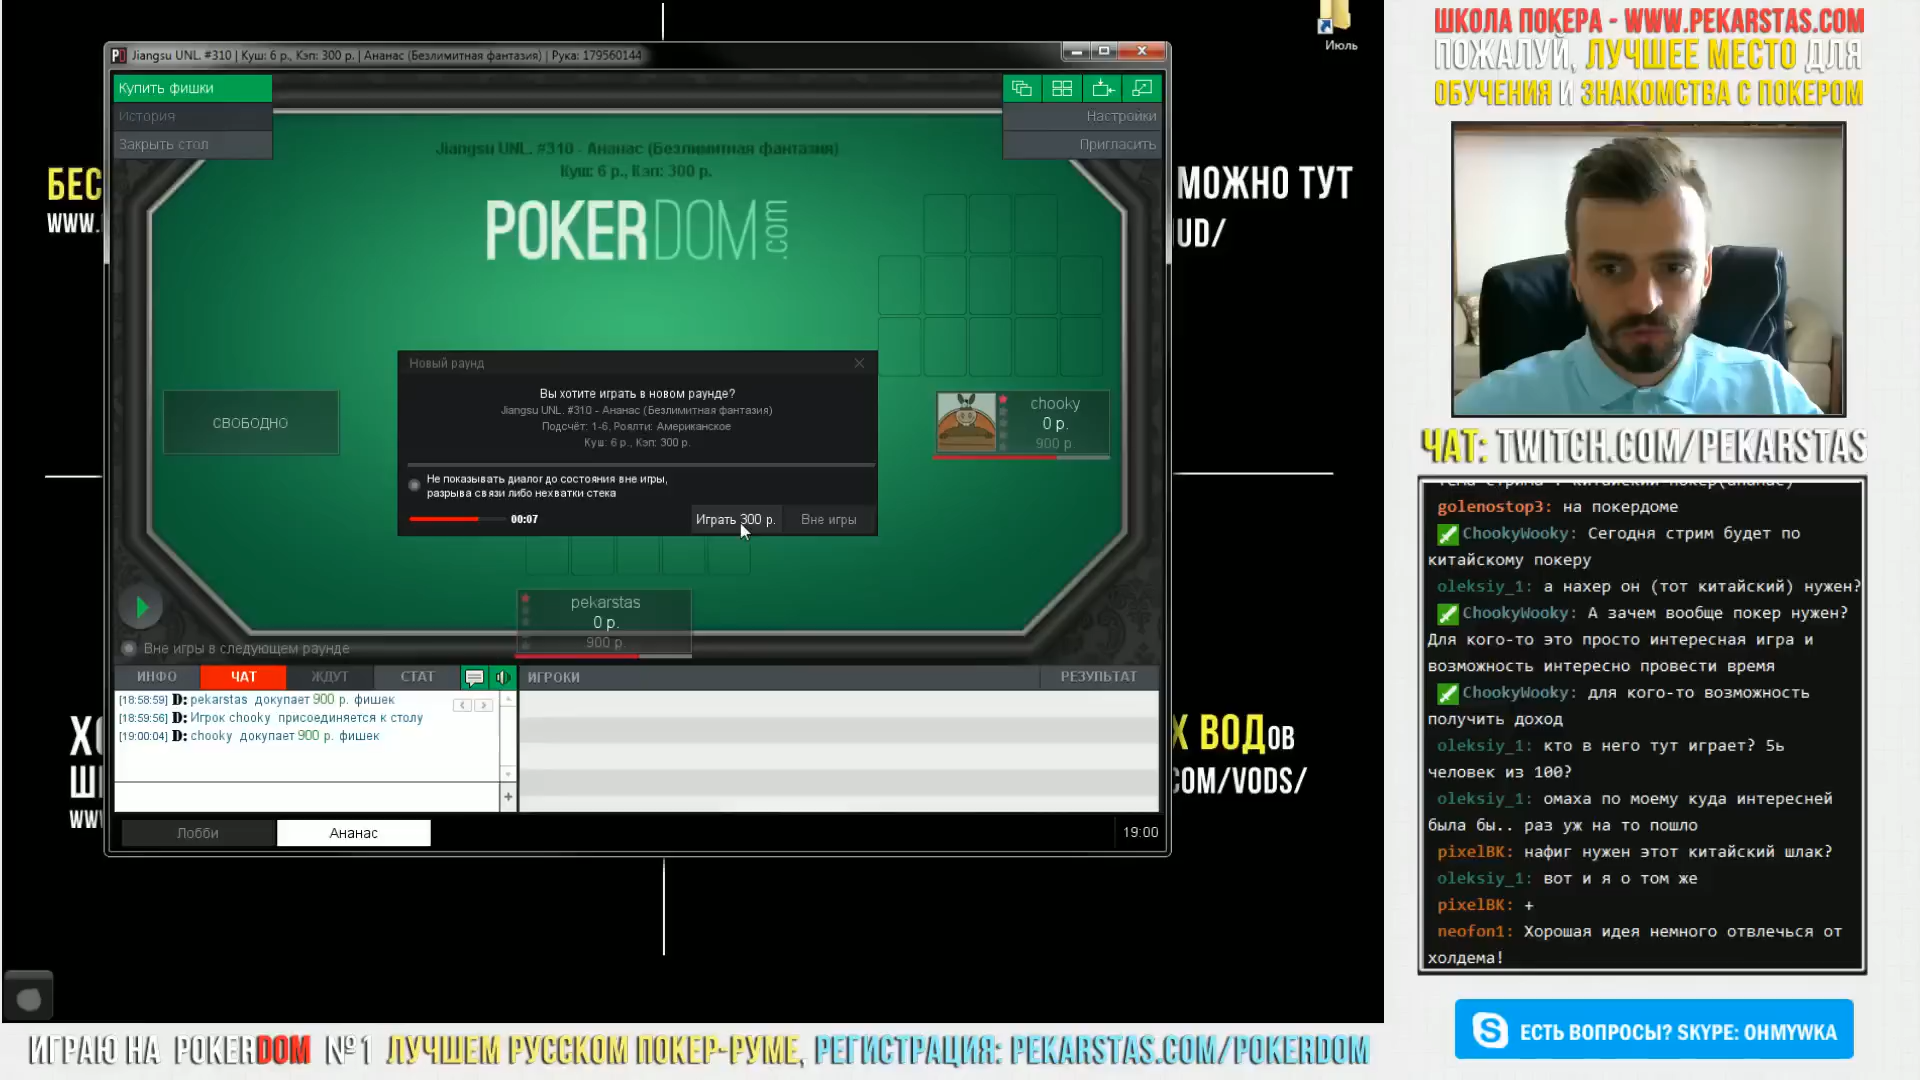 Июль
Jiangsu UNL. #310 | Куш: 6 р., Кэп: 300 р. | Ананас (Безлимитная фантазия) | Рука: 179560144
Купить фишки
История
Закрыть стол
Настройки
Пригласить
Jiangsu UNL. #310 - Ананас (Безлимитная фантазия)
Куш: 6 р., Кэп: 300 р.
POKERDOM.com
СВОБОДНО
Новый раунд
Вы хотите играть в новом раунде?
Jiangsu UNL. #310 - Ананас (Безлимитная фантазия)
Подсчёт: 1-6, Роялти: Американское
Куш: 6 р., Кэп: 300 р.
Не показывать диалог до состояния вне игры,
разрыва связи либо нехватки стека
00:07
Играть 300 р.
Вне игры
chooky
0 р.
900 р.
pekarstas
0 р.
900 р.
Вне игры в следующем раунде
ИНФО
ЧАТ
ЖДУТ
СТАТ
ИГРОКИ
РЕЗУЛЬТАТ
[18:58:59] D: pekarstas докупает 900 р. фишек
[19:00:04] D: chooky докупает 900 р. фишек
[18:59:56] D: Игрок chooky присоединяется к столу
Лобби
Ананас
19:00
БЕС
WWW.
МОЖНО ТУТ
UD/
ХО
Ш
WWW
Х ВОДов
COM/VODS/
ШКОЛА ПОКЕРА - WWW.PEKARSTAS.COM
ПОЖАЛУЙ, ЛУЧШЕЕ МЕСТО ДЛЯ
ОБУЧЕНИЯ И ЗНАКОМСТВА С ПОКЕРОМ
ЧАТ: TWITCH.COM/PEKARSTAS
тема стрима : китайский покер(ананас)
golenostop3: на покердоме
ChookyWooky: Сегодня стрим будет по
китайскому покеру
oleksiy_1: а нахер он (тот китайский) нужен?
ChookyWooky: А зачем вообще покер нужен?
Для кого-то это просто интересная игра и
возможность интересно провести время
ChookyWooky: для кого-то возможность
получить доход
oleksiy_1: кто в него тут играет? 5ь
человек из 100?
oleksiy_1: омаха по моему куда интересней
была бы.. раз уж на то пошло
pixelBK: нафиг нужен этот китайский шлак?
oleksiy_1: вот и я о том же
pixelBK: +
neofon1: Хорошая идея немного отвлечься от
холдема!
ЕСТЬ ВОПРОСЫ? SKYPE: OHMYWKA
ИГРАЮ НА POKERDOM №1 ЛУЧШЕМ РУССКОМ ПОКЕР-РУМЕ, РЕГИСТРАЦИЯ: PEKARSTAS.COM/POKERDOM